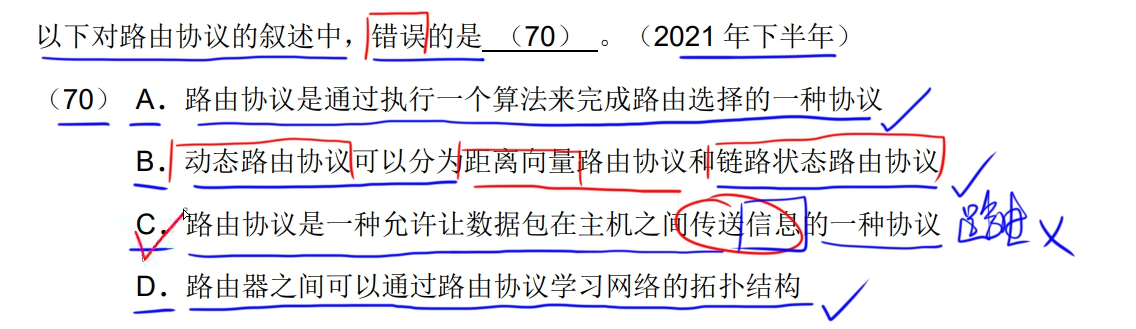 以下对路由协议的叙述中，错误的是（70）。（2021年下半年）
（70）A．路由协议是通过执行一个算法来完成路由选择的一种协议
B．动态路由协议可以分为距离向量路由协议和链路状态路由协议
C．路由协议是一种允许让数据包在主机之间传送信息的一种协议 路由
D．路由器之间可以通过路由协议学习网络的拓扑结构